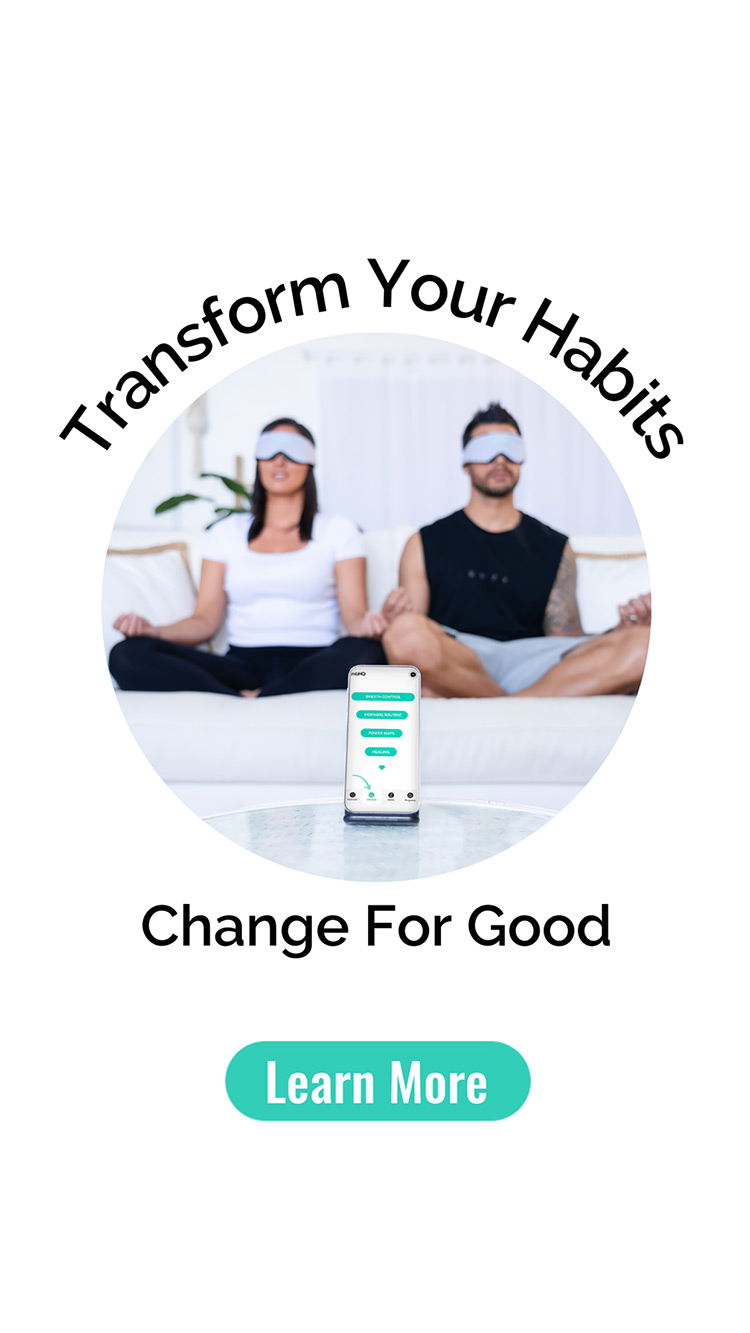 Transform Your Habits
BREATH CONTROL
MORNING ROUTINE
POWER NAPS
HEALING
Change For Good
Learn More